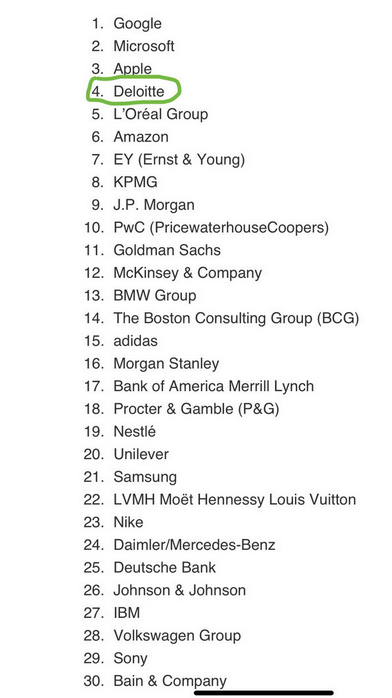 1. Google
2. Microsoft
3. Apple
4. Deloitte
5. L'Oréal Group
6. Amazon
7. EY (Ernst & Young)
8. KPMG
9. J.P. Morgan
10. PwC (PricewaterhouseCoopers)
11. Goldman Sachs
12. McKinsey & Company
13. BMW Group
14. The Boston Consulting Group (BCG)
15. adidas
16. Morgan Stanley
17. Bank of America Merrill Lynch
18. Procter & Gamble (P&G)
19. Nestlé
20. Unilever
21. Samsung
22. LVMH Moët Hennessy Louis Vuitton
23. Nike
24. Daimler/Mercedes-Benz
25. Deutsche Bank
26. Johnson & Johnson
27. IBM
28. Volkswagen Group
29. Sony
30. Bain & Company